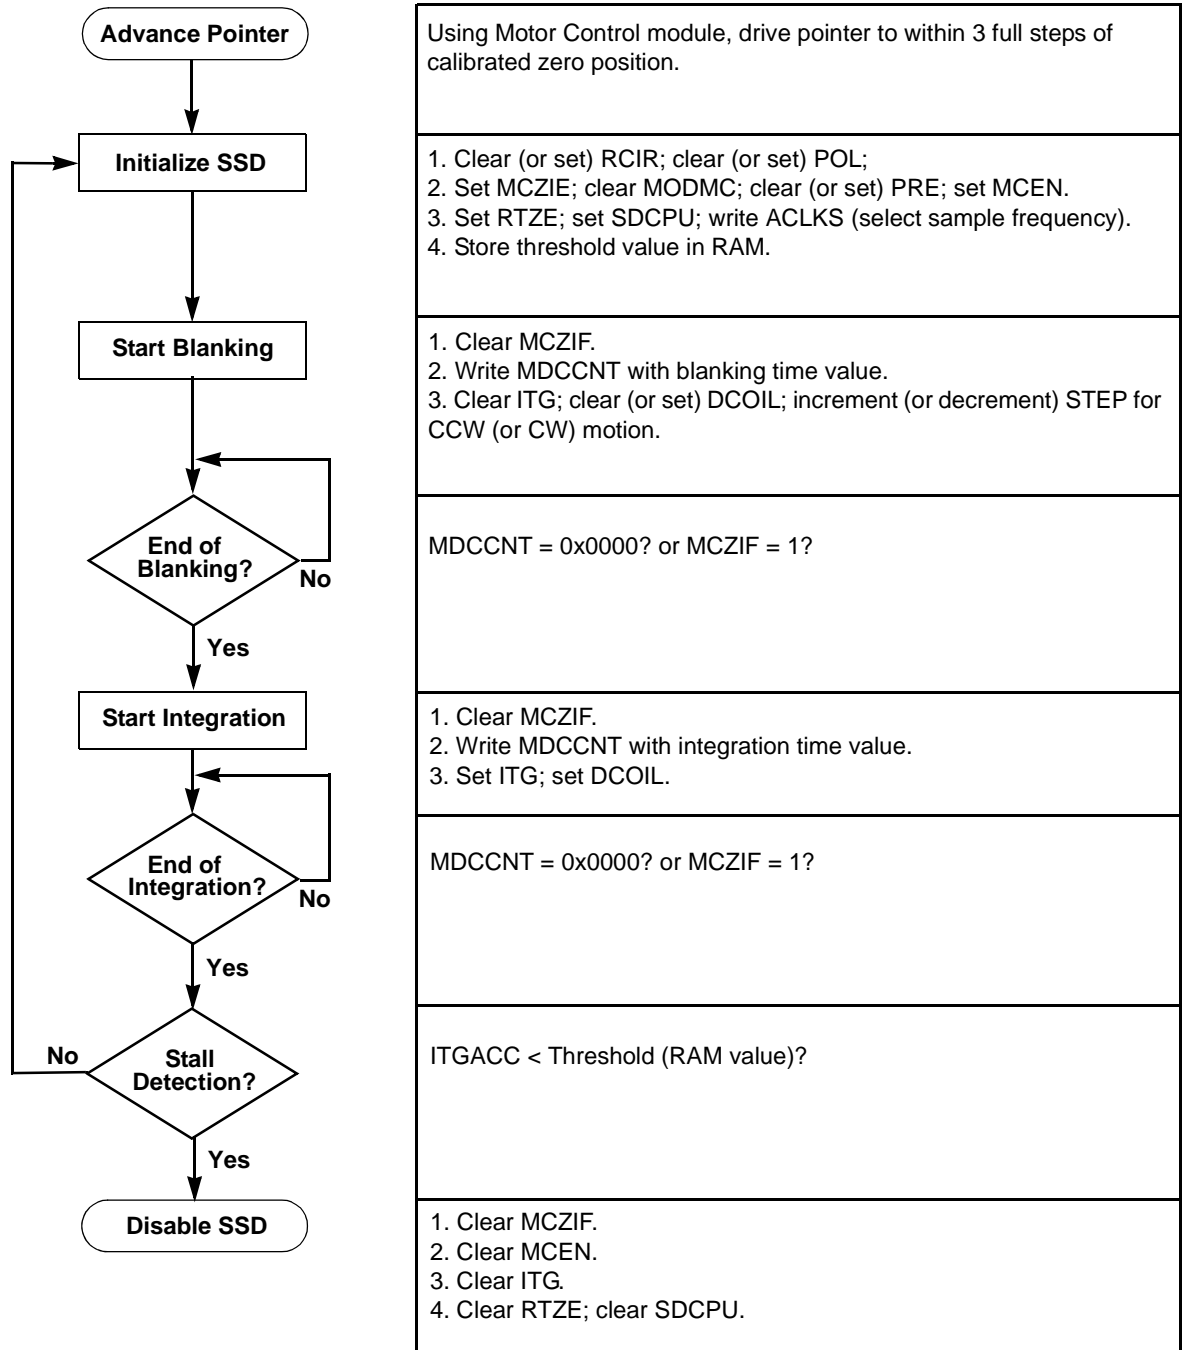 Advance Pointer
Using Motor Control module, drive pointer to within 3 full steps of
calibrated zero position.
Initialize SSD
1. Clear (or set) RCIR; clear (or set) POL;
2. Set MCZIE; clear MODMC; clear (or set) PRE; set MCEN.
3. Set RTZE; set SDCPU; write ACLKS (select sample frequency).
4. Store threshold value in RAM.
Start Blanking
1. Clear MCZIF.
2. Write MDCCNT with blanking time value.
3. Clear ITG; clear (or set) DCOIL; increment (or decrement) STEP for
CCW (or CW) motion.
End of
Blanking?
No
Yes
MDCCNT = 0x0000? or MCZIF = 1?
Start Integration
1. Clear MCZIF.
2. Write MDCCNT with integration time value.
3. Set ITG; set DCOIL.
End of
Integration?
No
Yes
MDCCNT = 0x0000? or MCZIF = 1?
No
Stall
Detection?
Yes
ITGACC < Threshold (RAM value)?
Disable SSD
1. Clear MCZIF.
2. Clear MCEN.
3. Clear ITG.
4. Clear RTZE; clear SDCPU.